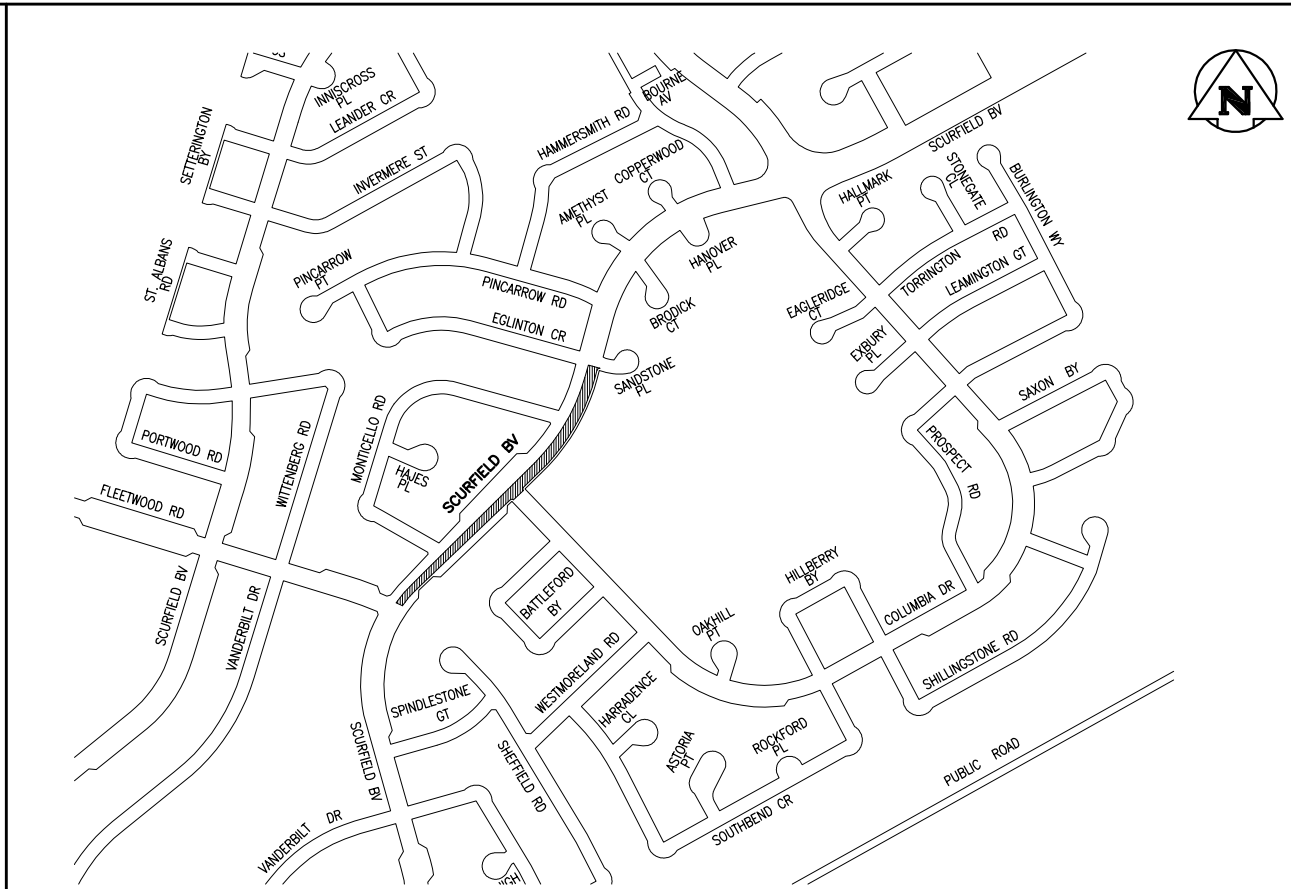 INNISCROSS
PL
LEANDER CR
SETTERINGTON
BY
INVERMERE ST
HAMMERSMITH RD
BOURNE
AV
SCURFIELD BV
COPPERWOOD
CT
AMETHYST
PL
HANOVER
PL
BRODICK
CT
HALLMARK
PT
STONEGATE
CL
BURLINGTON WY
TORRINGTON RD
LEAMINGTON GT
ST. ALBANS
RD
PINCARROW
PT
PINCARROW RD
EGLINTON CR
SANDSTONE
PL
EAGLERIDGE
CT
EXBURY
PL
SAXON BY
PORTWOOD RD
WITTENBERG RD
MONTICELLO RD
HAJES
PL
SCURFIELD BV
PROSPECT RD
FLEETWOOD RD
SCURFIELD BV
VANDERBILT DR
BATTLEFORD
BY
HILLBERRY
BY
COLUMBIA DR
OAKHILL
PT
SHILLINGSTONE RD
WESTMORELAND RD
SPINDLESTONE
GT
HARRADENCE
CL
SCURFIELD BV
SHEFFIELD RD
ASTORIA
PT
ROCKFORD
PL
PUBLIC ROAD
SOUTHBEND CR
VANDERBILT DR
N